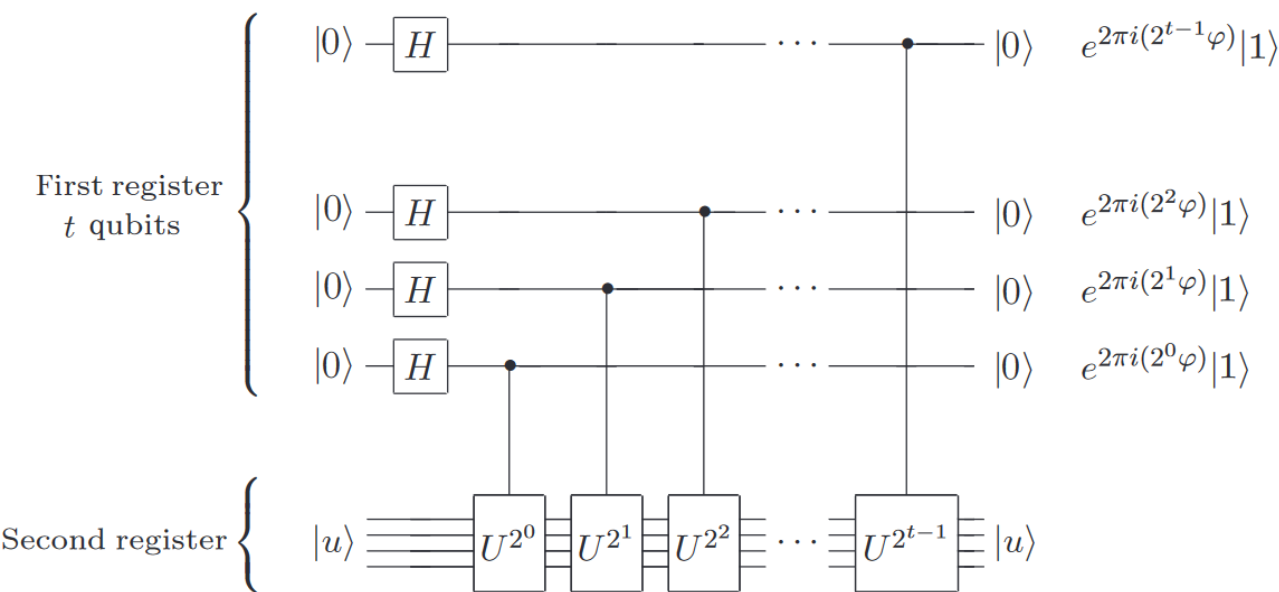 |0⟩ H ··· |0⟩ e^{2πi(2^{t−1}φ)}|1⟩
First register
t qubits
|0⟩ H ··· |0⟩ e^{2πi(2^2φ)}|1⟩
|0⟩ H ··· |0⟩ e^{2πi(2^1φ)}|1⟩
|0⟩ H ··· |0⟩ e^{2πi(2^0φ)}|1⟩
Second register |u⟩ U^{2^0} U^{2^1} U^{2^2} ··· U^{2^{t−1}} |u⟩